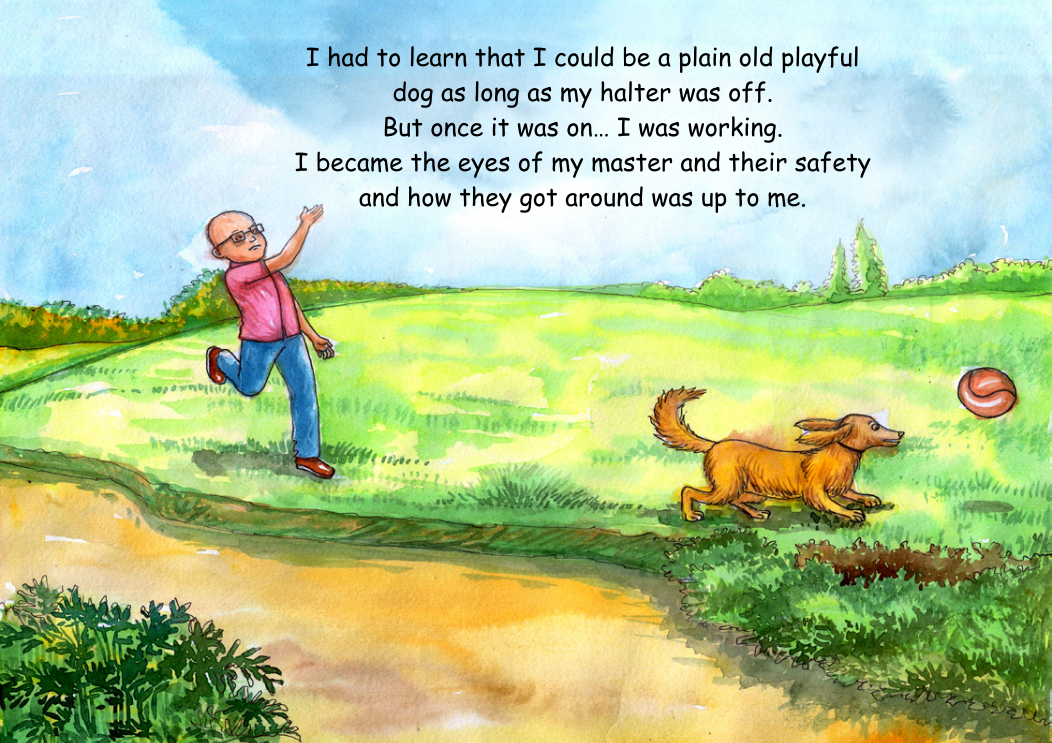 I had to learn that I could be a plain old playful
dog as long as my halter was off.
But once it was on... I was working.
I became the eyes of my master and their safety
and how they got around was up to me.